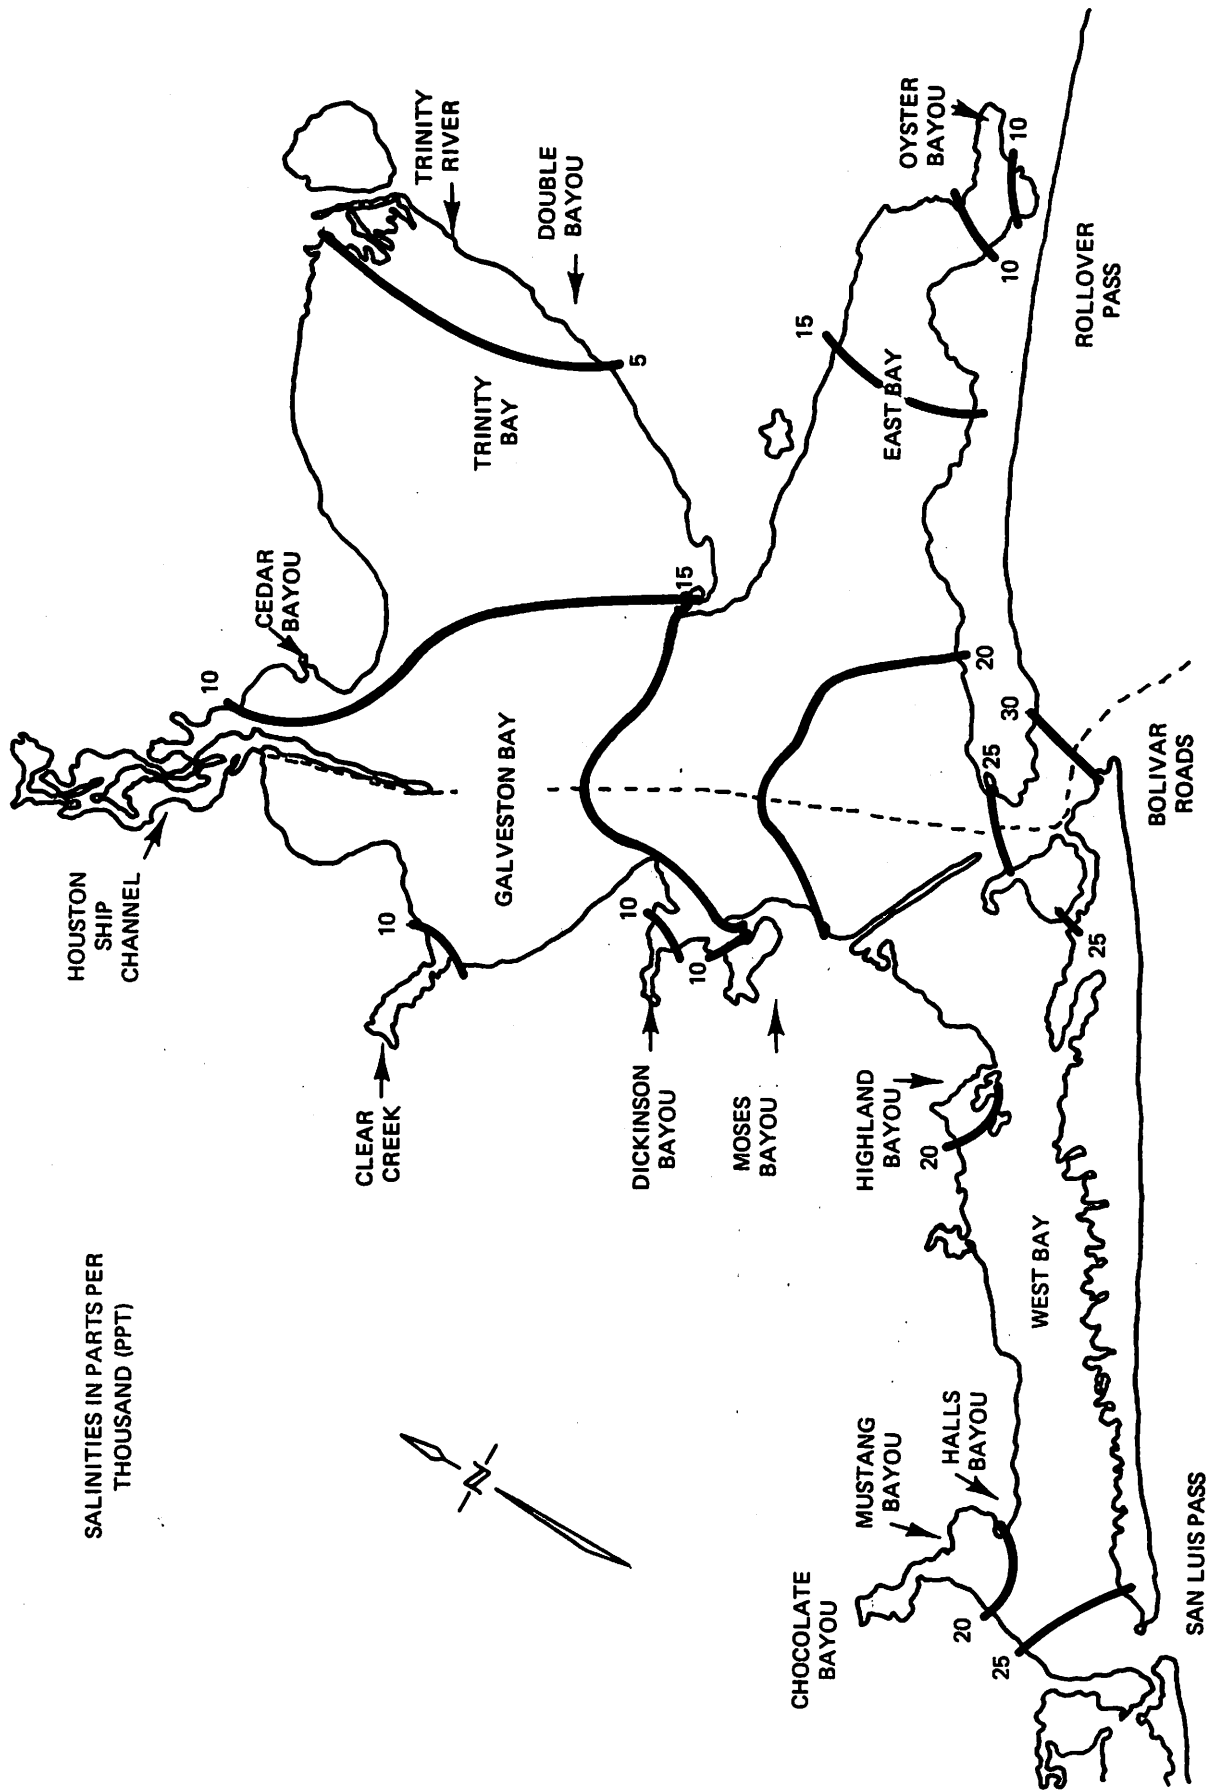 SALINITIES IN PARTS PER
THOUSAND (PPT)
HOUSTON
SHIP
CHANNEL
10
CEDAR
BAYOU
TRINITY
RIVER
DOUBLE
BAYOU
5
TRINITY
BAY
CLEAR
CREEK
10
GALVESTON BAY
15
DICKINSON
BAYOU
10
MOSES
BAYOU
10
15
EAST BAY
OYSTER
BAYOU
10
10
ROLLOVER
PASS
20
HIGHLAND
BAYOU
20
25
30
25
BOLIVAR
ROADS
WEST BAY
N
MUSTANG
BAYOU
HALLS
BAYOU
CHOCOLATE
BAYOU
20
25
SAN LUIS PASS